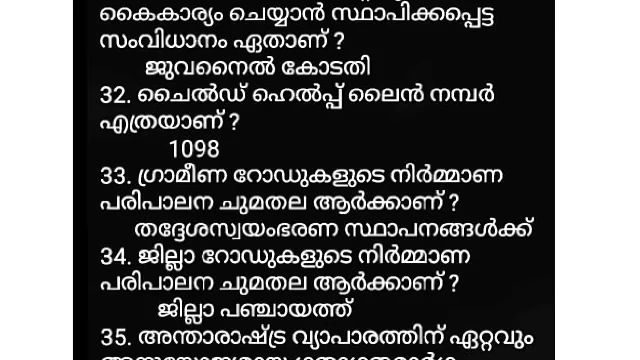 കൈകാര്യം ചെയ്യാൻ സ്ഥാപിക്കപ്പെട്ട
സംവിധാനം ഏതാണ് ?
ജുവനൈൽ കോടതി
32. ചൈൽഡ് ഹെൽപ്പ് ലൈൻ നമ്പർ
എത്രയാണ് ?
1098
33. ഗ്രാമീണ റോഡുകളുടെ നിർമ്മാണ
പരിപാലന ചുമതല ആർക്കാണ് ?
തദ്ദേശസ്വയംഭരണ സ്ഥാപനങ്ങൾക്ക്
34. ജില്ലാ റോഡുകളുടെ നിർമ്മാണ
പരിപാലന ചുമതല ആർക്കാണ് ?
ജില്ലാ പഞ്ചായത്ത്
35. അന്താരാഷ്ട്ര വ്യാപാരത്തിന് ഏറ്റവും